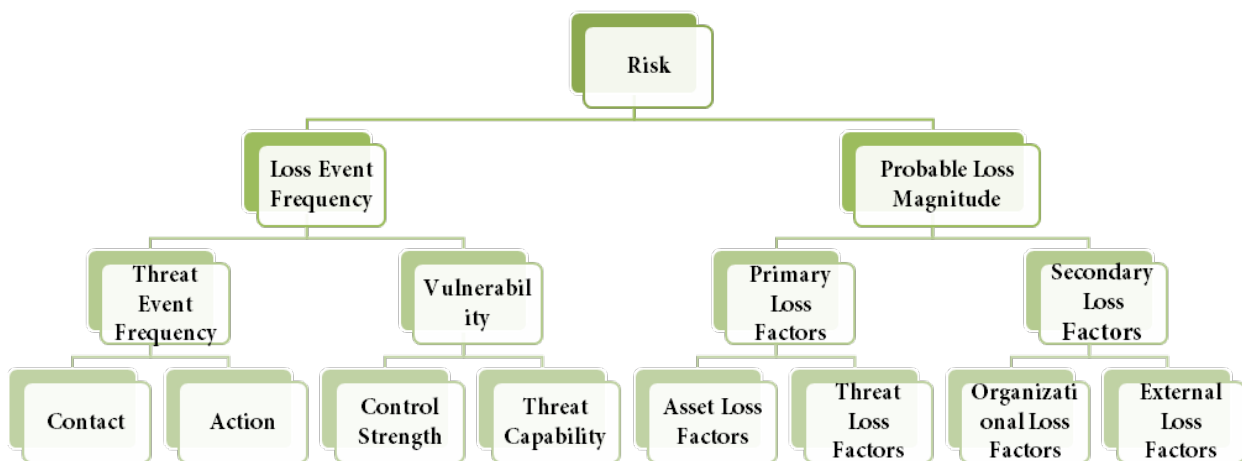 Risk
Loss Event
Frequency
Probable Loss
Magnitude
Threat
Event
Frequency
Vulnerabil
ity
Primary
Loss
Factors
Secondary
Loss
Factors
Contact
Action
Control
Strength
Threat
Capability
Asset Loss
Factors
Threat
Loss
Factors
Organizati
onal Loss
Factors
External
Loss
Factors